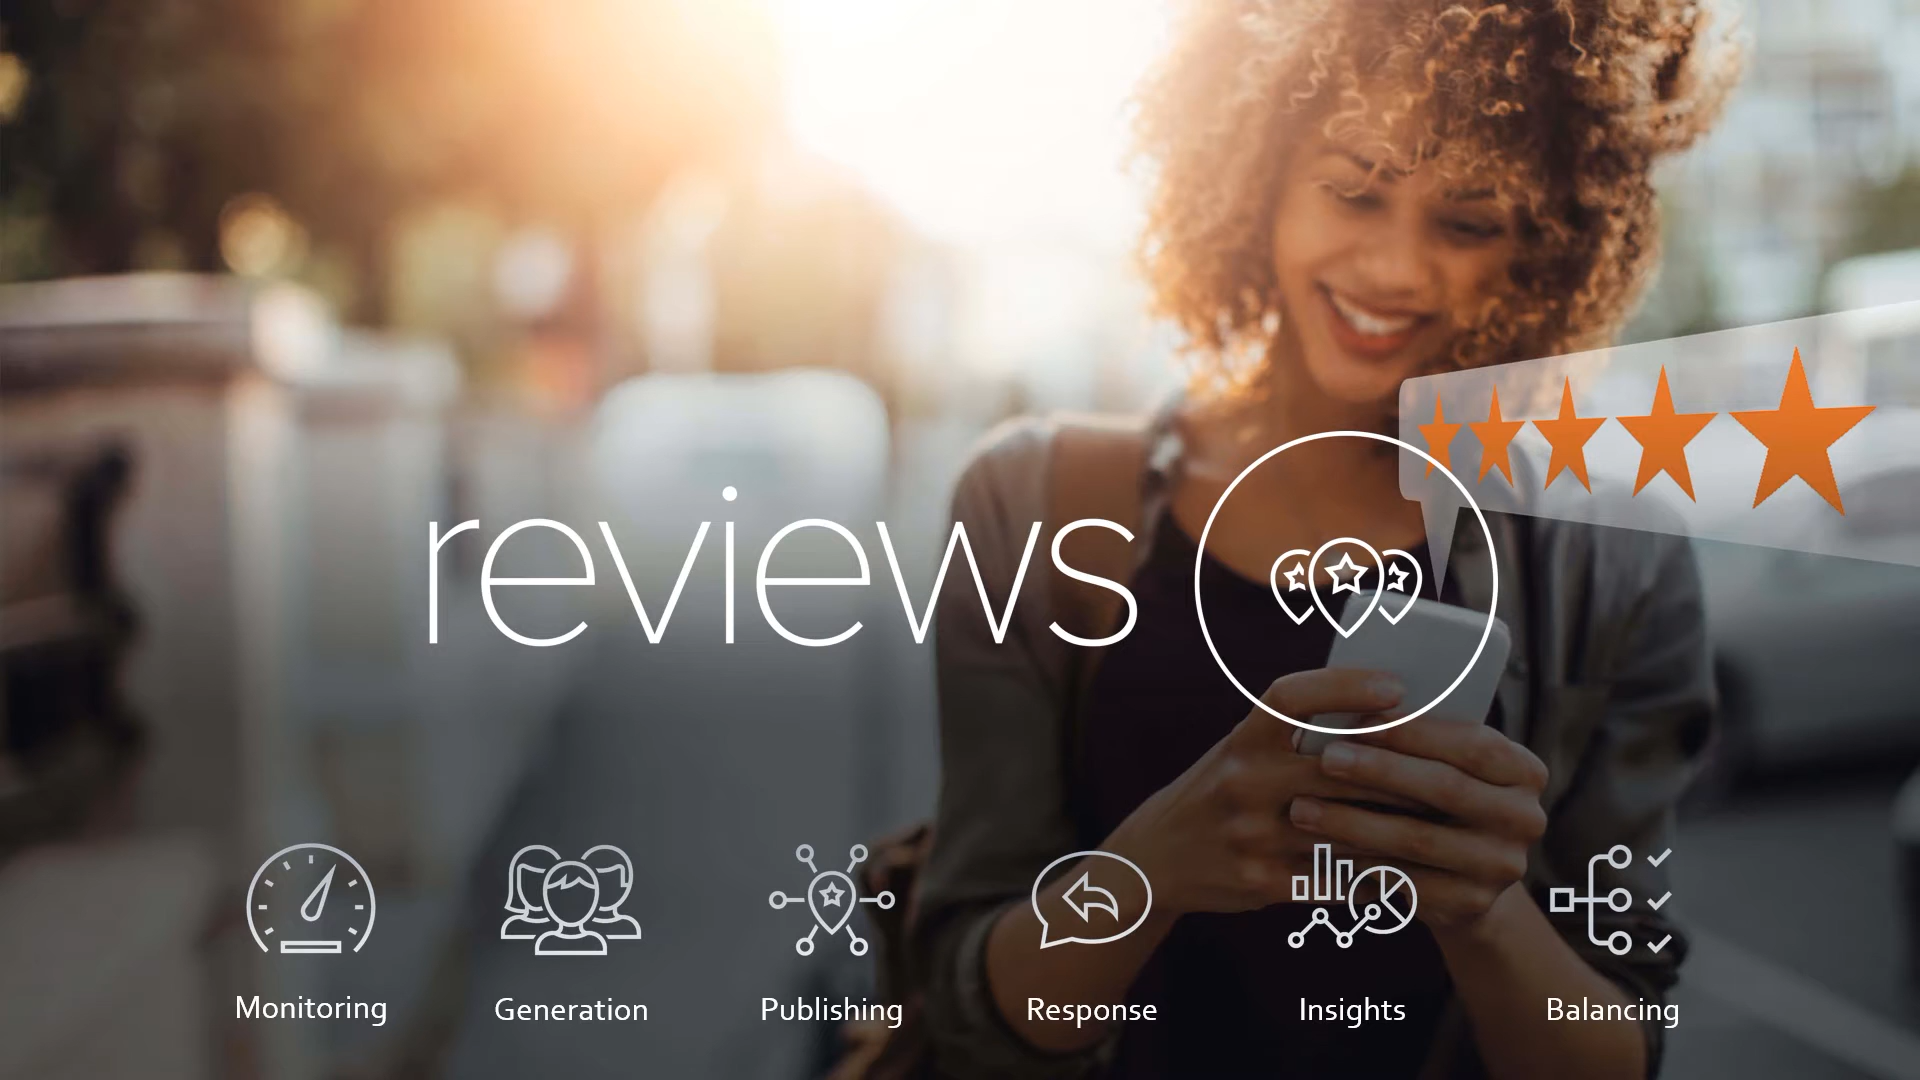 reviews
Monitoring
Generation
Publishing
Response
Insights
Balancing